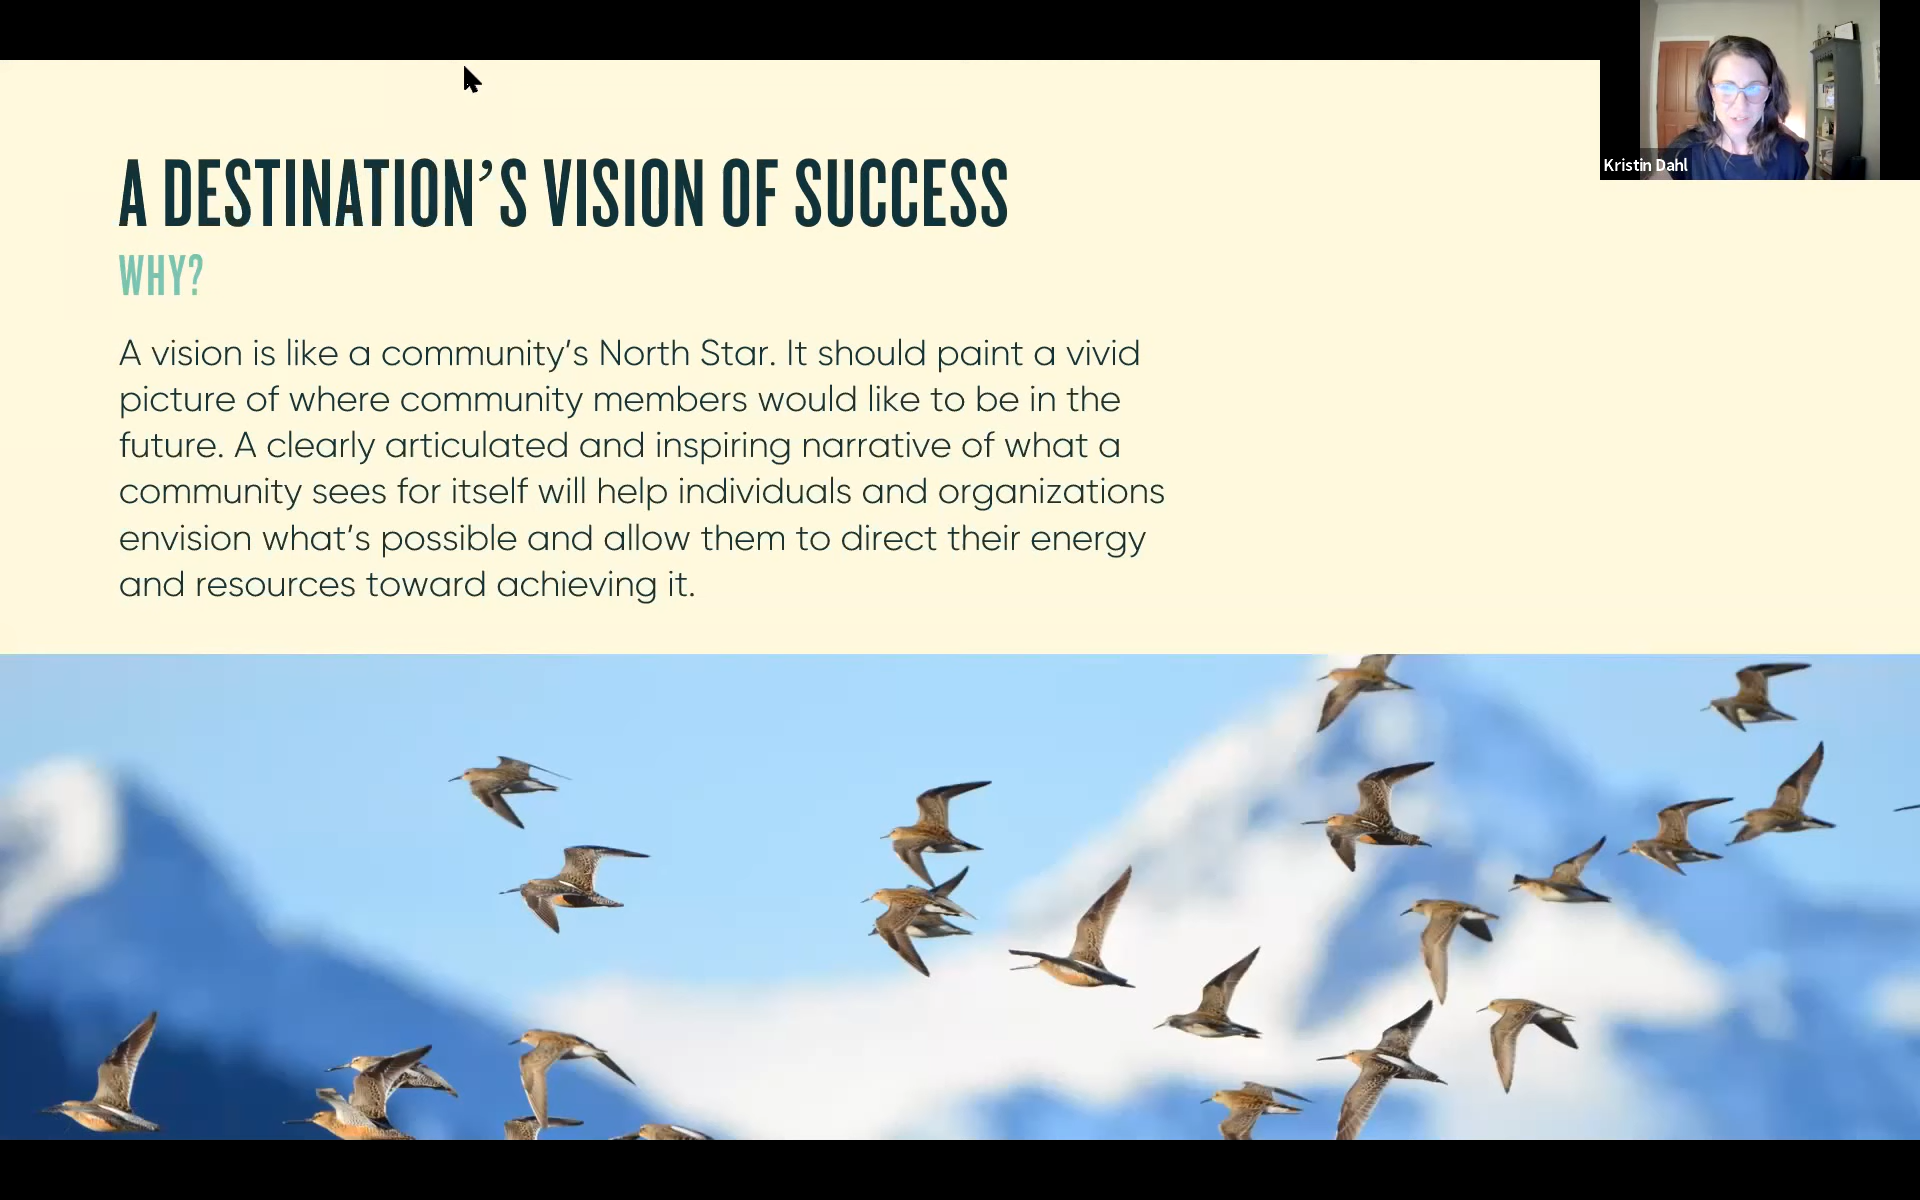 A DESTINATION’S VISION OF SUCCESS
WHY?
A vision is like a community’s North Star. It should paint a vivid
picture of where community members would like to be in the
future. A clearly articulated and inspiring narrative of what a
community sees for itself will help individuals and organizations
envision what’s possible and allow them to direct their energy
and resources toward achieving it.
Kristin Dahl